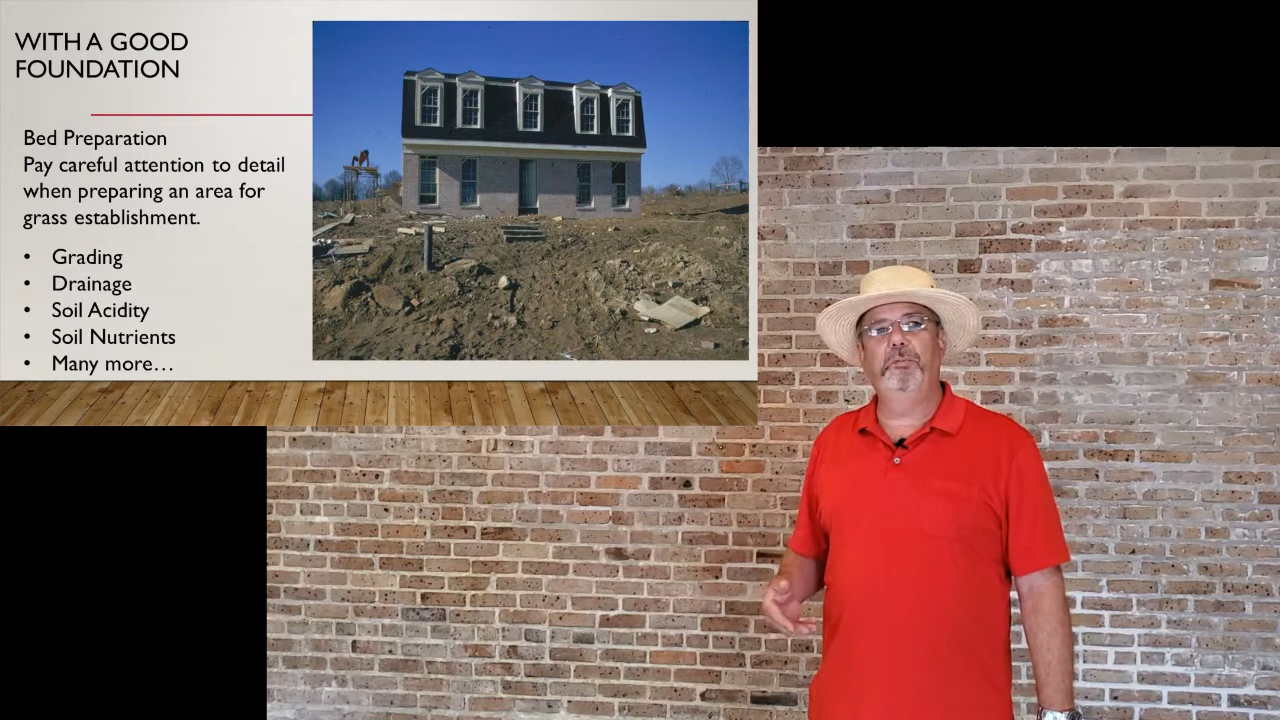 WITH A GOOD
FOUNDATION
Bed Preparation
Pay careful attention to detail
when preparing an area for
grass establishment.
• Grading
• Drainage
• Soil Acidity
• Soil Nutrients
• Many more…